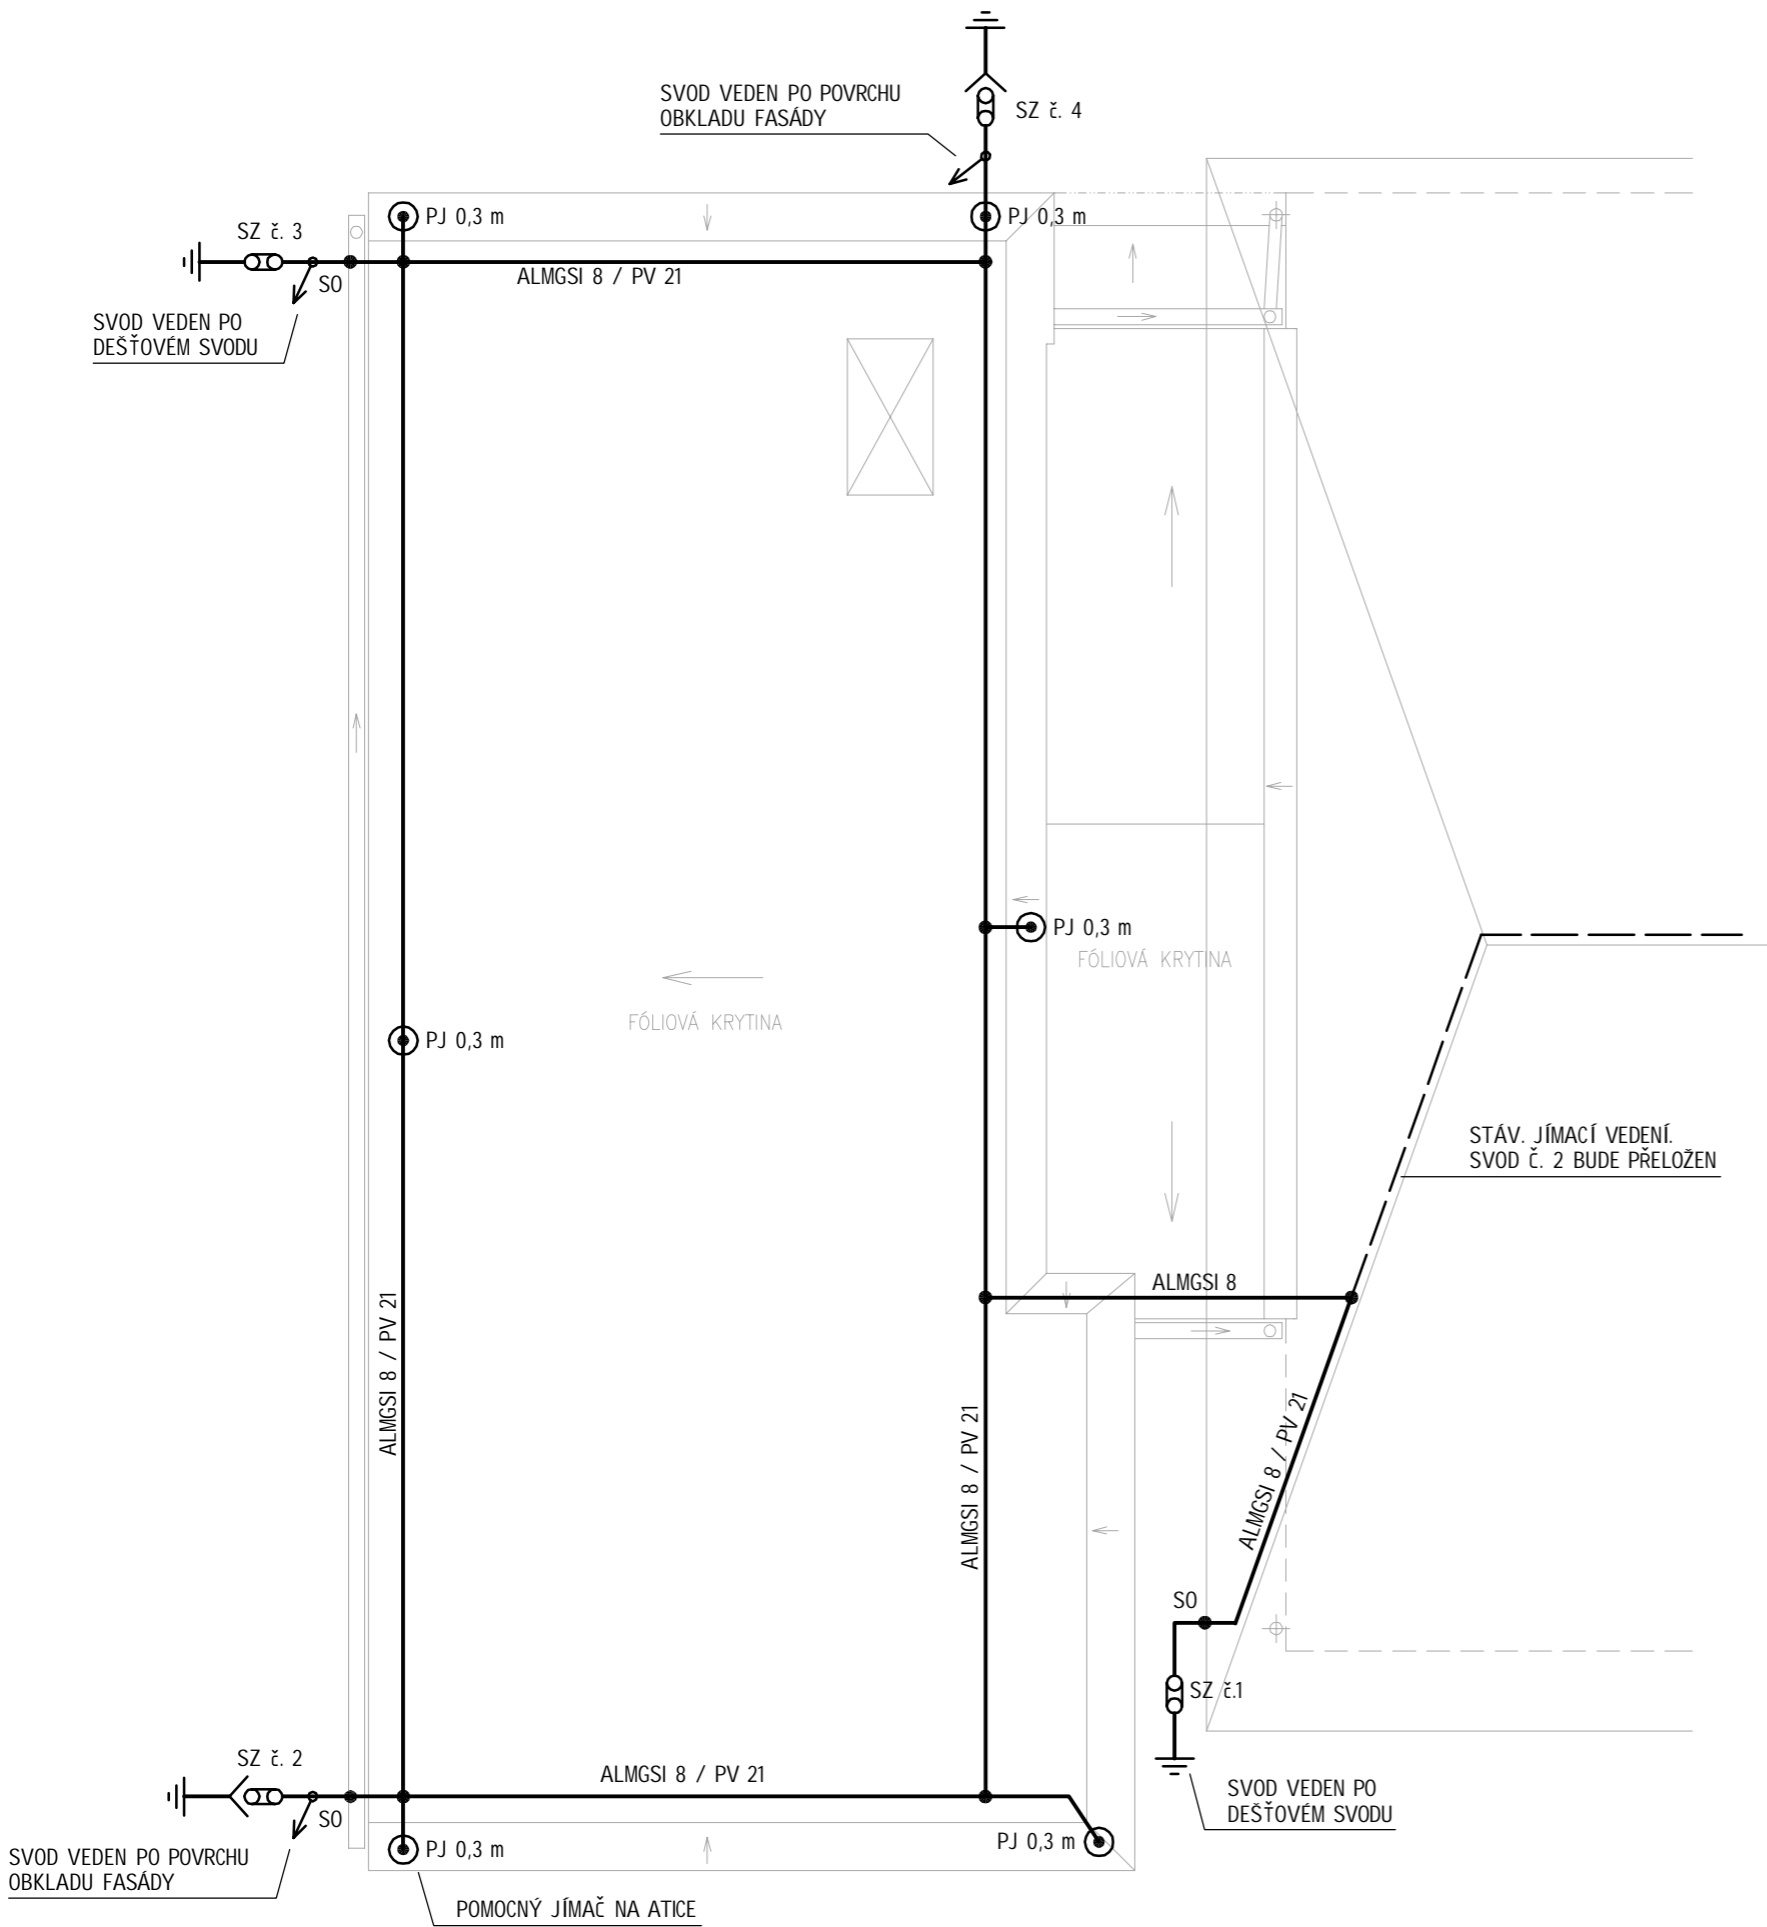 SVOD VEDEN PO POVRCHU
OBKLADU FASÁDY
SZ č. 4
PJ 0,3 m
PJ 0,3 m
SZ č. 3
SO
ALMGSI 8 / PV 21
SVOD VEDEN PO
DEŠŤOVÉM SVODU
PJ 0,3 m
FÓLIOVÁ KRYTINA
FÓLIOVÁ KRYTINA
PJ 0,3 m
STÁV. JÍMACÍ VEDENÍ.
SVOD Č. 2 BUDE PŘELOŽEN
ALMGSI 8
ALMGSI 8 / PV 21
ALMGSI 8 / PV 21
ALMGSI 8 / PV 21
SO
SZ č.1
SZ č. 2
ALMGSI 8 / PV 21
SO
SVOD VEDEN PO
DEŠŤOVÉM SVODU
PJ 0,3 m
PJ 0,3 m
SVOD VEDEN PO POVRCHU
OBKLADU FASÁDY
POMOCNÝ JÍMAČ NA ATICE